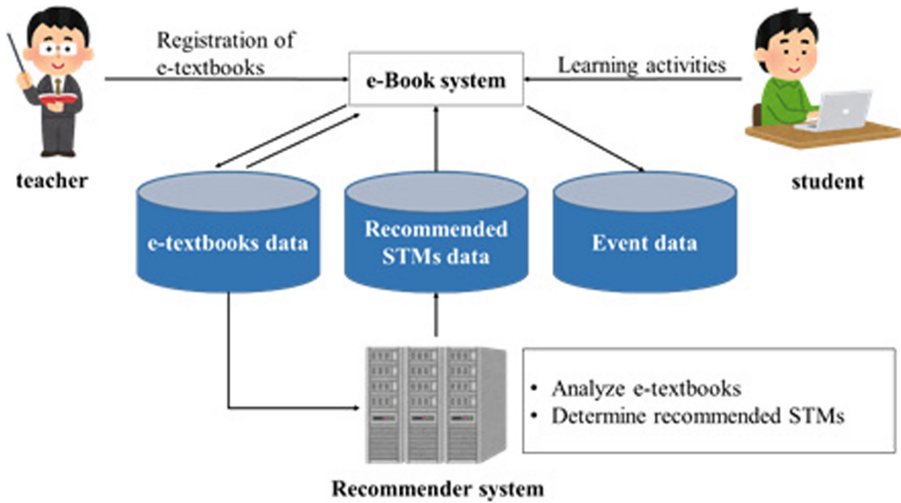 Registration of
e-textbooks
e-Book system
Learning activities
teacher
student
e-textbooks data
Recommended
STMs data
Event data
• Analyze e-textbooks
• Determine recommended STMs
Recommender system